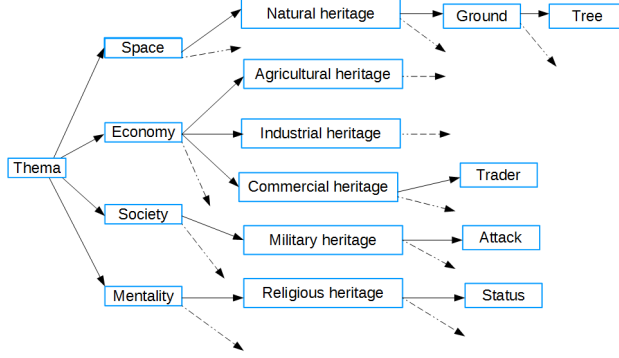 Natural heritage
Ground
Tree
Space
Agricultural heritage
Economy
Industrial heritage
Thema
Commercial heritage
Trader
Society
Military heritage
Attack
Mentality
Religious heritage
Status